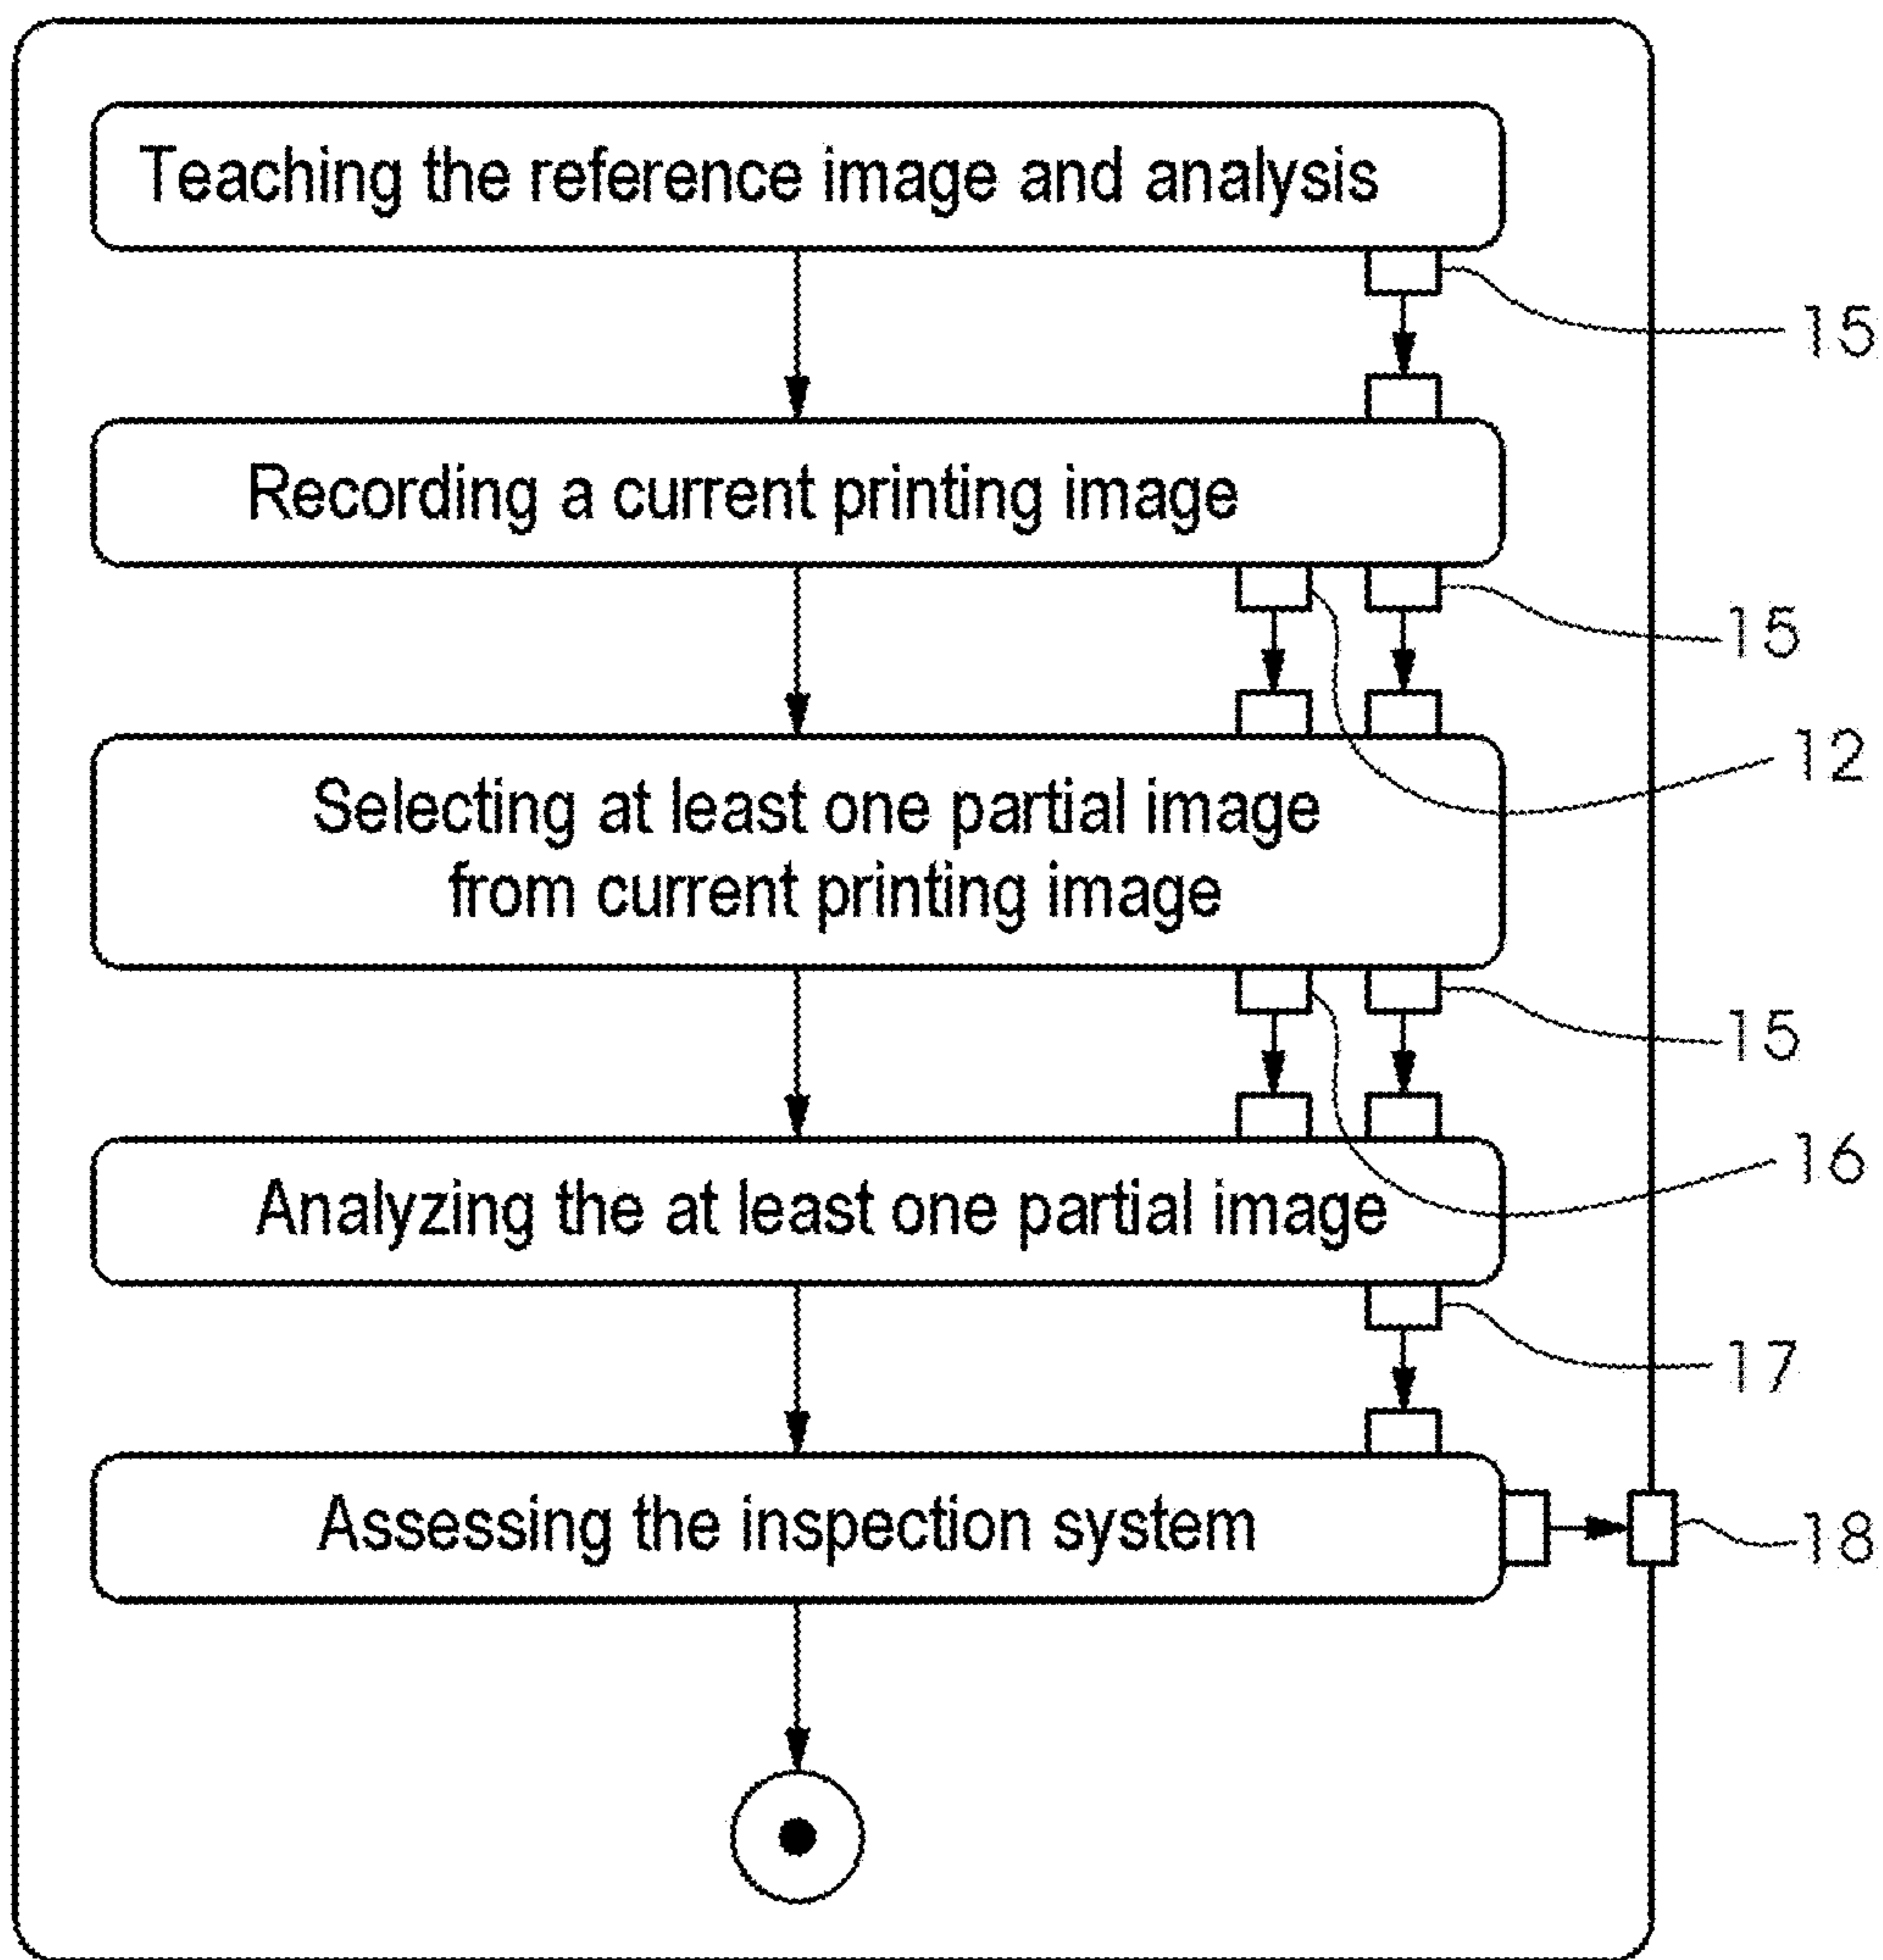 Teaching the reference image and analysis
15
Recording a current printing image
15
12
Selecting at least one partial image
from current printing image
15
16
Analyzing the at least one partial image
17
Assessing the inspection system
18